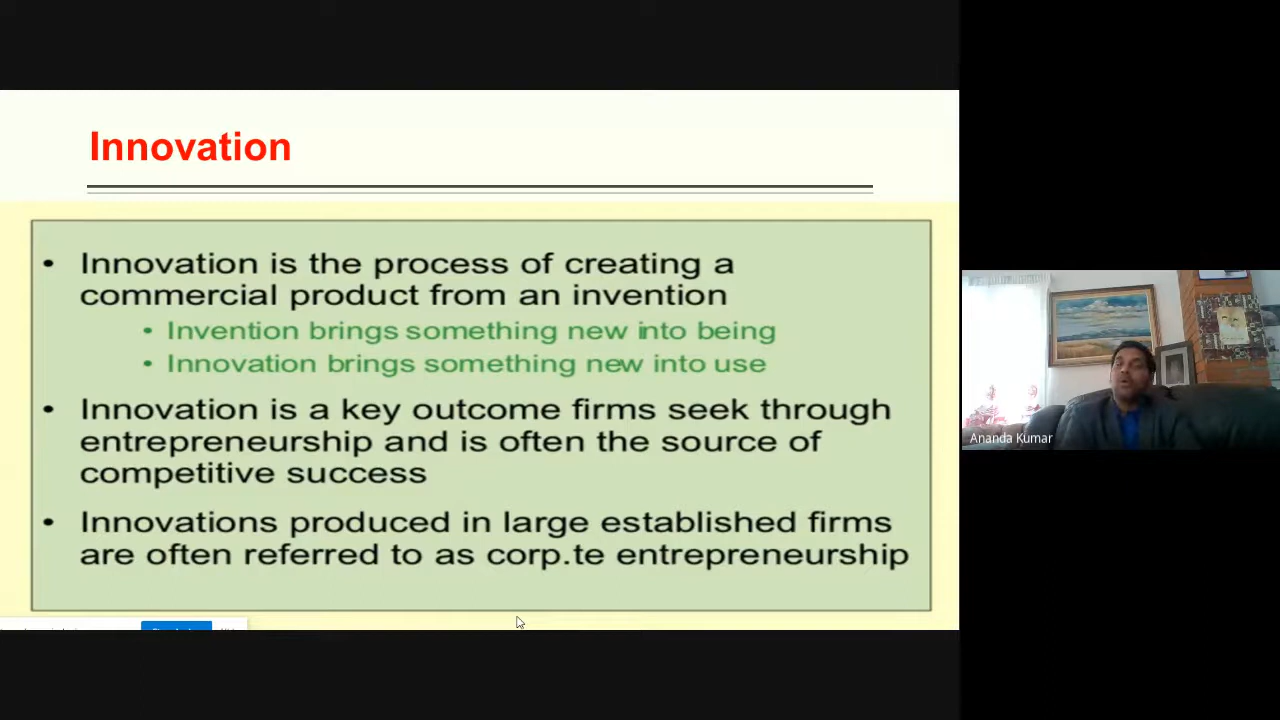 Innovation
• Innovation is the process of creating a
commercial product from an invention
• Invention brings something new into being
• Innovation brings something new into use
• Innovation is a key outcome firms seek through
entrepreneurship and is often the source of
competitive success
• Innovations produced in large established firms
are often referred to as corp.te entrepreneurship
Ananda Kumar